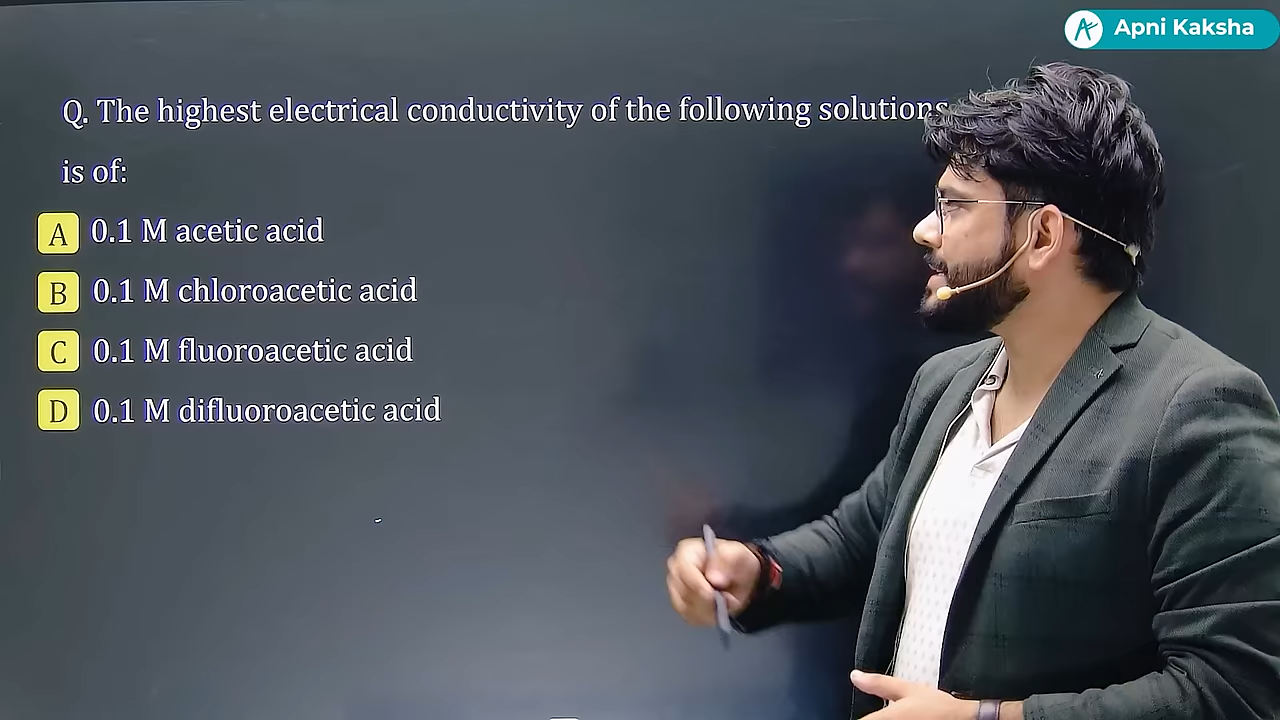 Apni Kaksha
Q. The highest electrical conductivity of the following solutions
is of:
A 0.1 M acetic acid
B 0.1 M chloroacetic acid
C 0.1 M fluoroacetic acid
D 0.1 M difluoroacetic acid